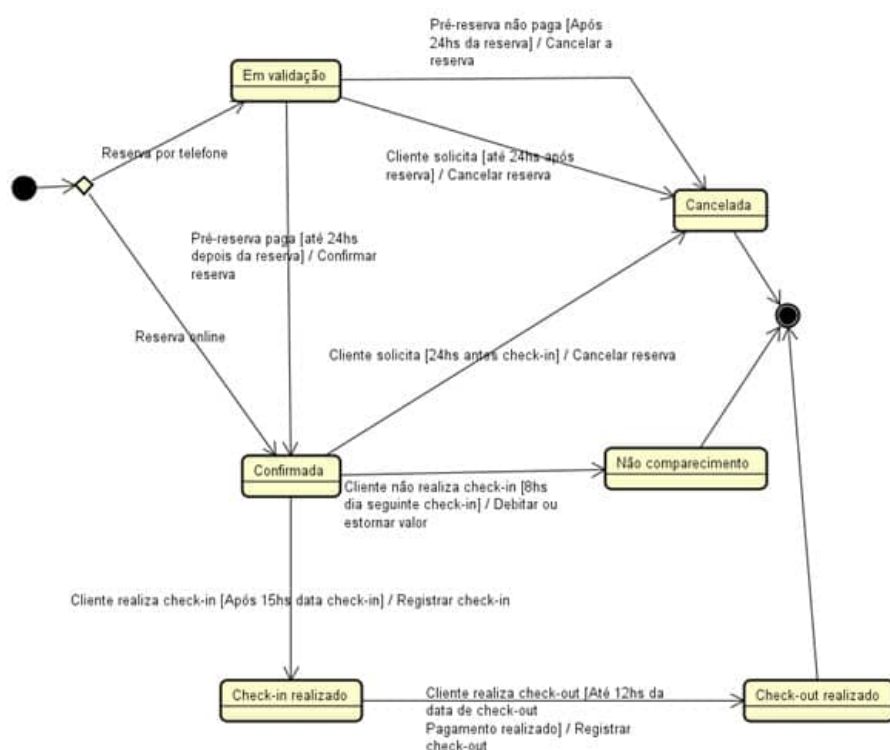 Pré-reserva não paga [Após
24hs da reserva] / Cancelar a
reserva
Em validação
Reserva por telefone
Cliente solicita [até 24hs após
reserva] / Cancelar reserva
Cancelada
Pré-reserva paga [até 24hs
depois da reserva] / Confirmar
reserva
Reserva online
Cliente solicita [24hs antes check-in] / Cancelar reserva
Confirmada
Não comparecimento
Cliente não realiza check-in [8hs
dia seguinte check-in] / Debitar ou
estornar valor
Cliente realiza check-in [Após 15hs data check-in] / Registrar check-in
Check-in realizado
Cliente realiza check-out [Até 12hs da
data de check-out
Pagamento realizado] / Registrar
check-out
Check-out realizado